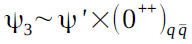 ψ₃ ~ ψ′ × (0⁺⁺)_{qq̄}